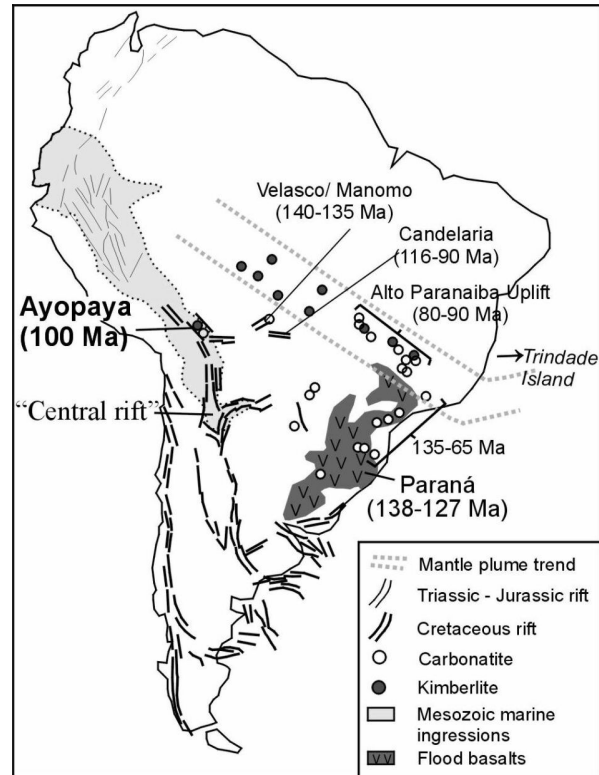 Velasco/ Manomo
(140-135 Ma)
Candelaria
(116-90 Ma)
Alto Paranaiba Uplift
(80-90 Ma)
Ayopaya
(100 Ma)
Trindade
Island
“Central rift”
135-65 Ma
Paraná
(138-127 Ma)
Mantle plume trend
Triassic - Jurassic rift
Cretaceous rift
Carbonatite
Kimberlite
Mesozoic marine
ingressions
Flood basalts